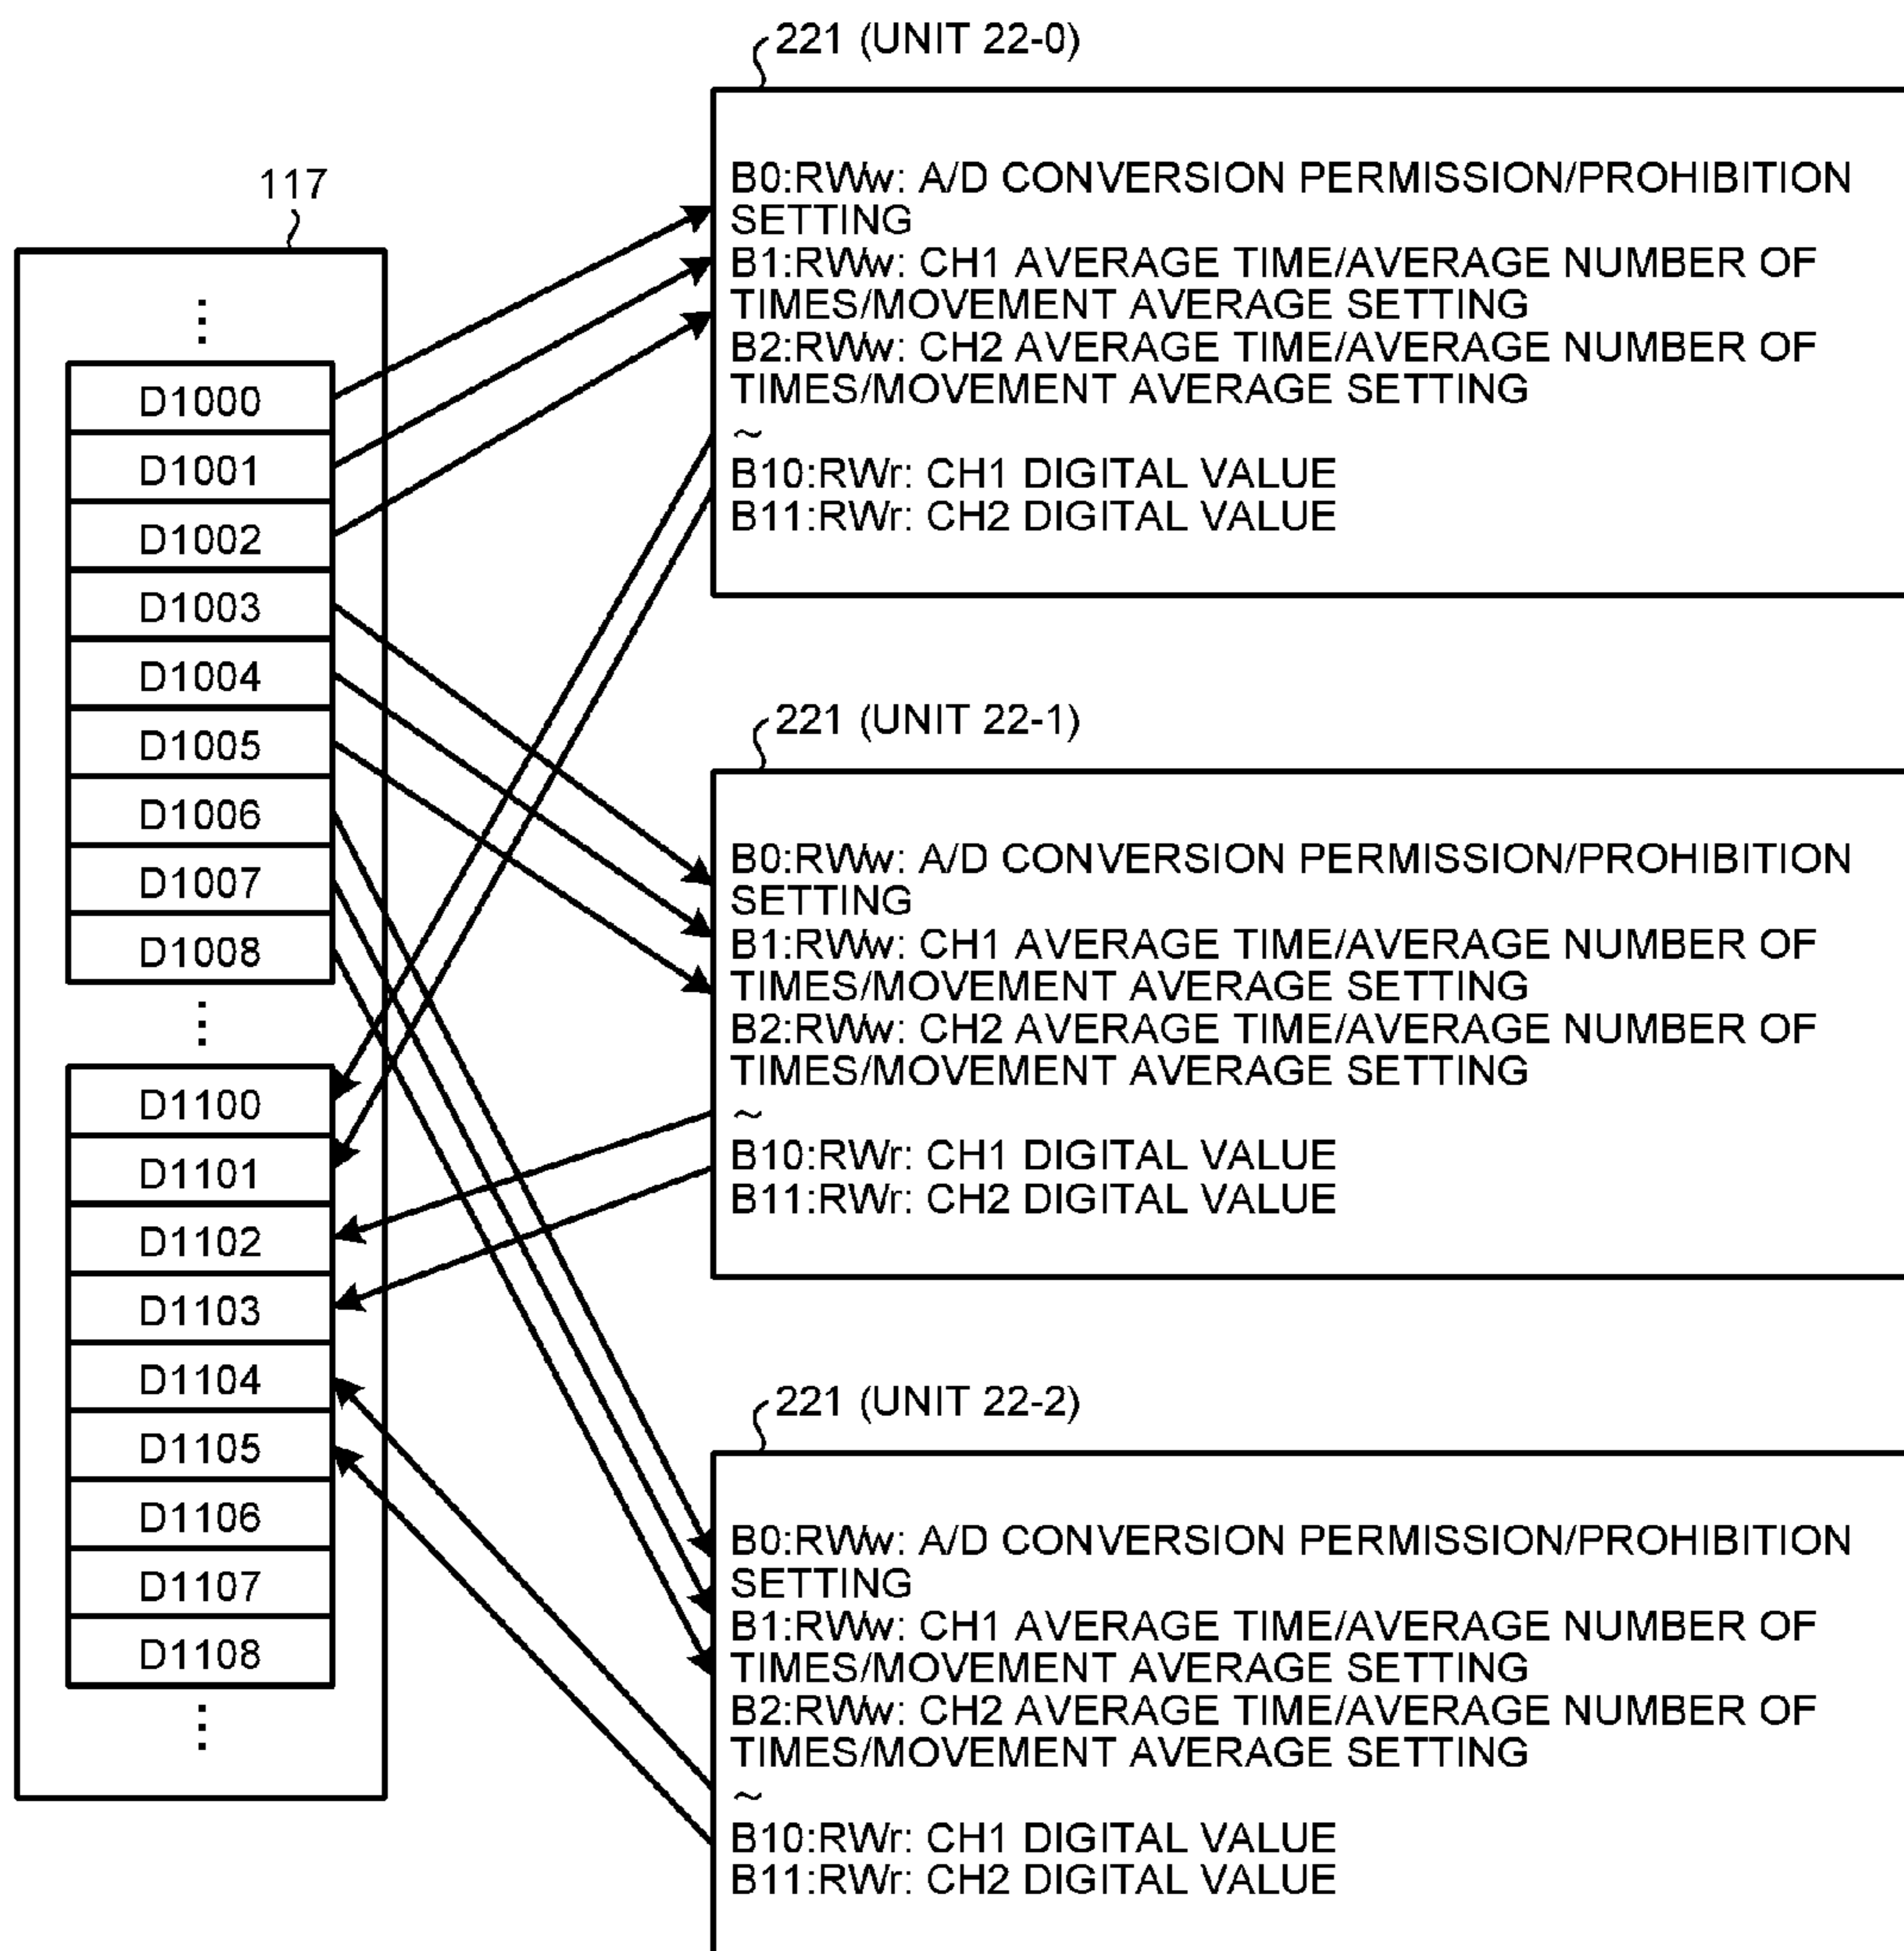 117
⋮
D1000
D1001
D1002
D1003
D1004
D1005
D1006
D1007
D1008
⋮
D1100
D1101
D1102
D1103
D1104
D1105
D1106
D1107
D1108
⋮
221 (UNIT 22-0)
B0:RWw: A/D CONVERSION PERMISSION/PROHIBITION
SETTING
B1:RWw: CH1 AVERAGE TIME/AVERAGE NUMBER OF
TIMES/MOVEMENT AVERAGE SETTING
B2:RWw: CH2 AVERAGE TIME/AVERAGE NUMBER OF
TIMES/MOVEMENT AVERAGE SETTING
~
B10:RWr: CH1 DIGITAL VALUE
B11:RWr: CH2 DIGITAL VALUE
221 (UNIT 22-1)
B0:RWw: A/D CONVERSION PERMISSION/PROHIBITION
SETTING
B1:RWw: CH1 AVERAGE TIME/AVERAGE NUMBER OF
TIMES/MOVEMENT AVERAGE SETTING
B2:RWw: CH2 AVERAGE TIME/AVERAGE NUMBER OF
TIMES/MOVEMENT AVERAGE SETTING
~
B10:RWr: CH1 DIGITAL VALUE
B11:RWr: CH2 DIGITAL VALUE
221 (UNIT 22-2)
B0:RWw: A/D CONVERSION PERMISSION/PROHIBITION
SETTING
B1:RWw: CH1 AVERAGE TIME/AVERAGE NUMBER OF
TIMES/MOVEMENT AVERAGE SETTING
B2:RWw: CH2 AVERAGE TIME/AVERAGE NUMBER OF
TIMES/MOVEMENT AVERAGE SETTING
~
B10:RWr: CH1 DIGITAL VALUE
B11:RWr: CH2 DIGITAL VALUE